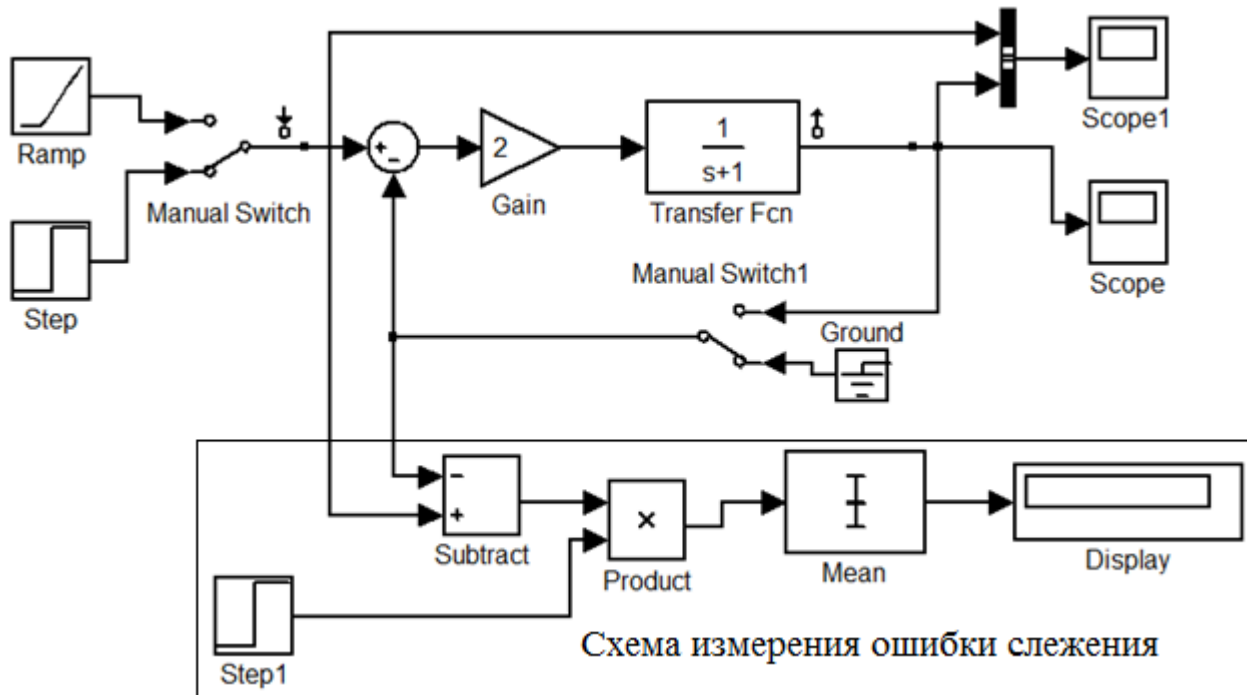 Ramp
Step
Manual Switch
+
-
2
Gain
1
s+1
Transfer Fcn
Scope1
Scope
Manual Switch1
Ground
-
+
Subtract
×
Product
Mean
Display
Step1
Схема измерения ошибки слежения